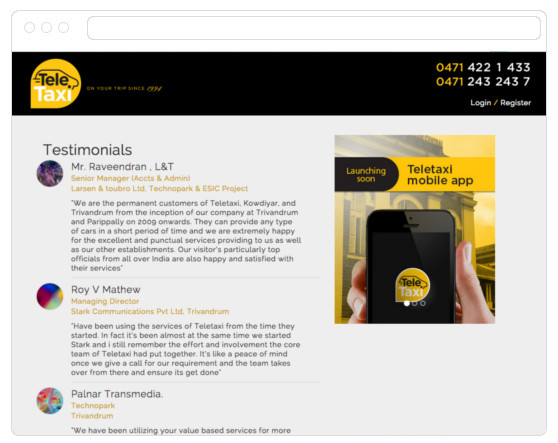 Tele
Taxi
ON YOUR TRIP SINCE 1994
0471 422 1 433
0471 243 243 7
Login / Register
Testimonials
Mr. Raveendran , L&T
Senior Manager (Accts & Admin)
Larsen & toubro Ltd, Technopark & ESIC Project
"We are the permanent customers of Teletaxi, Kowdiyar, and
Trivandrum from the inception of our company at Trivandrum
and Parippally on 2009 onwards. They can provide any type
of cars in a short period of time and we are extremely happy
for the excellent and punctual services providing to us as well
as our other establishments. Our visitor's particularly top
officials from all over India are also happy and satisfied with
their services"
Roy V Mathew
Managing Director
Stark Communications Pvt Ltd, Trivandrum
"Have been using the services of Teletaxi from the time they
started. In fact it's been almost at the same time we started
Stark and i still remember the effort and involvement the core
team of Teletaxi had put together. It's like a peace of mind
once we give a call for our requirement and the team takes
over from there and ensure its get done"
Palnar Transmedia.
Technopark
Trivandrum
"We have been utilizing your value based services for more
Launching
soon
Teletaxi
mobile app
Tele
Taxi